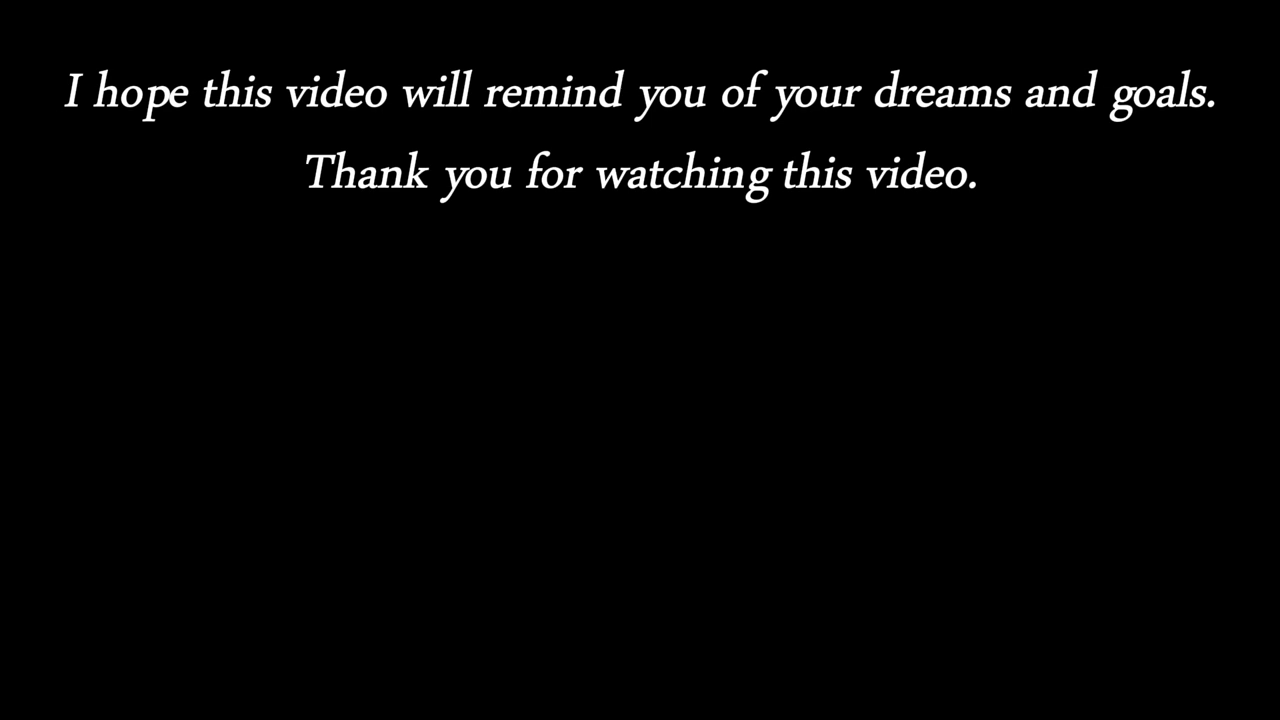 I hope this video will remind you of your dreams and goals.
Thank you for watching this video.